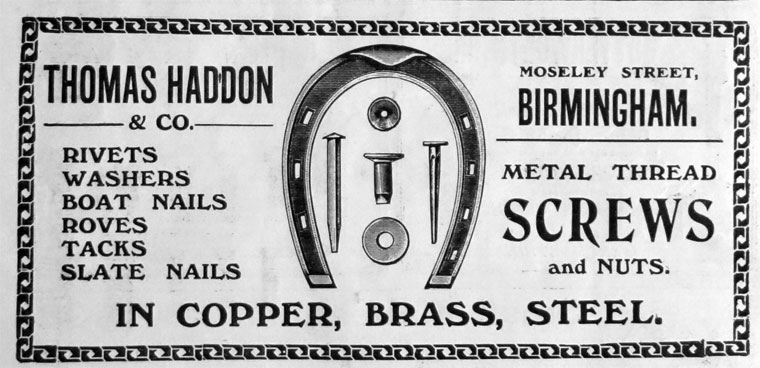 THOMAS HADDON
& CO.
RIVETS
WASHERS
BOAT NAILS
ROVES
TACKS
SLATE NAILS
MOSELEY STREET,
BIRMINGHAM.
METAL THREAD
SCREWS
and NUTS.
IN COPPER, BRASS, STEEL.